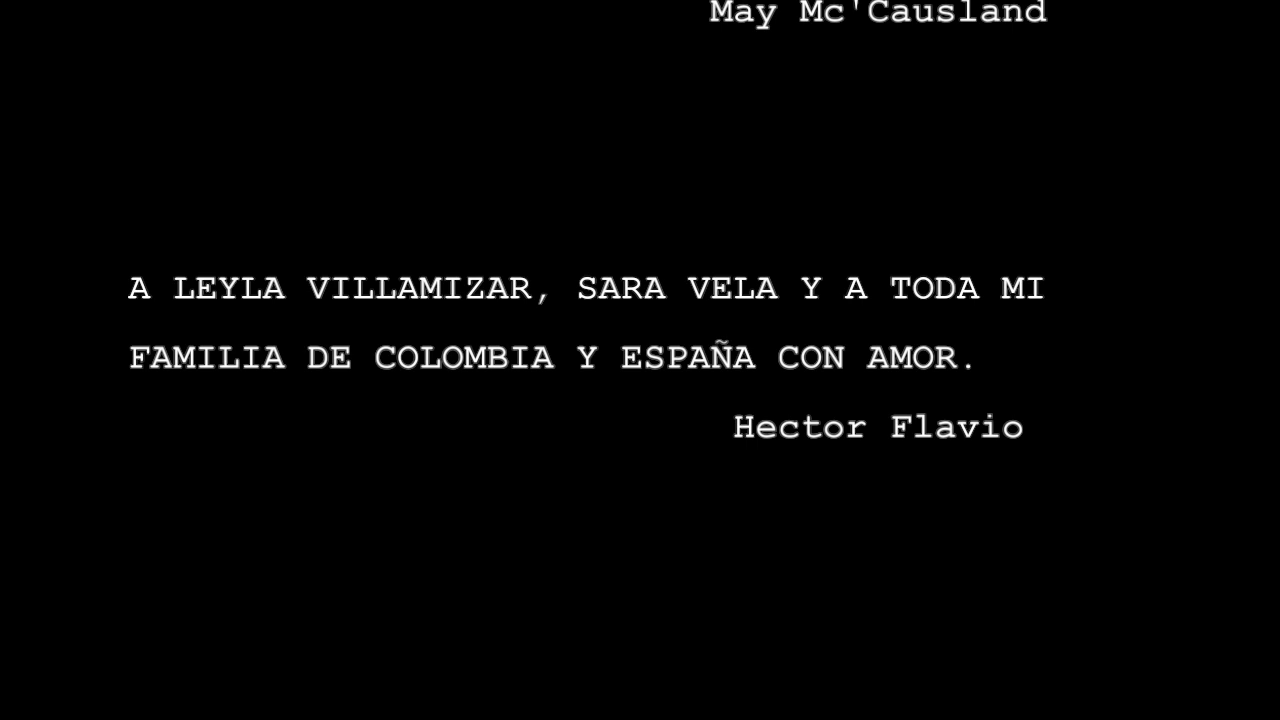 May Mc'Causland
A LEYLA VILLAMIZAR, SARA VELA Y A TODA MI
FAMILIA DE COLOMBIA Y ESPAÑA CON AMOR.
Hector Flavio